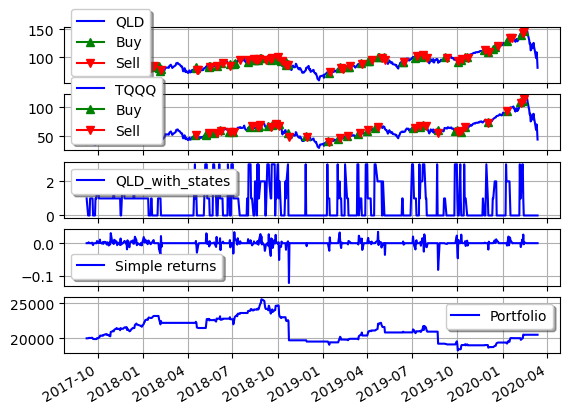 150
100
QLD
Buy
Sell
100
50
TQQQ
Buy
Sell
2
0
QLD_with_states
0.0
−0.1
Simple returns
25000
20000
Portfolio
2017-10
2018-01
2018-04
2018-07
2018-10
2019-01
2019-04
2019-07
2019-10
2020-01
2020-04